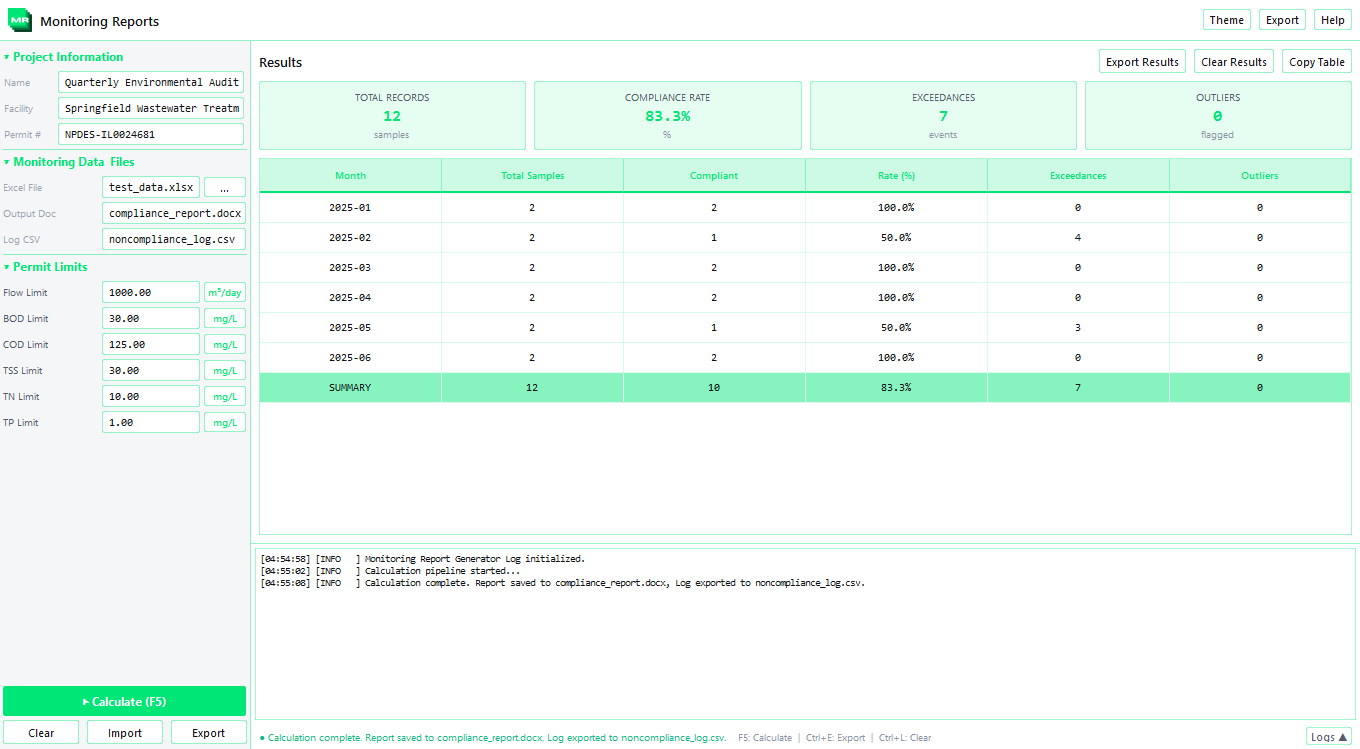 MR Monitoring Reports Theme Export Help
▾ Project Information
Name Quarterly Environmental Audit
Facility Springfield Wastewater Treatm
Permit # NPDES-IL0024681
▾ Monitoring Data Files
Excel File test_data.xlsx ...
Output Doc compliance_report.docx
Log CSV noncompliance_log.csv
▾ Permit Limits
Flow Limit 1000.00 m³/day
BOD Limit 30.00 mg/L
COD Limit 125.00 mg/L
TSS Limit 30.00 mg/L
TN Limit 10.00 mg/L
TP Limit 1.00 mg/L
▸ Calculate (F5)
Clear Import Export
Results Export Results Clear Results Copy Table
TOTAL RECORDS COMPLIANCE RATE EXCEEDANCES OUTLIERS
12 83.3% 7 0
samples % events flagged
Month Total Samples Compliant Rate (%) Exceedances Outliers
2025-01 2 2 100.0% 0 0
2025-02 2 1 50.0% 4 0
2025-03 2 2 100.0% 0 0
2025-04 2 2 100.0% 0 0
2025-05 2 1 50.0% 3 0
2025-06 2 2 100.0% 0 0
SUMMARY 12 10 83.3% 7 0
[04:54:58] [INFO   ] Monitoring Report Generator Log initialized.
[04:55:02] [INFO   ] Calculation pipeline started...
[04:55:08] [INFO   ] Calculation complete. Report saved to compliance_report.docx, Log exported to noncompliance_log.csv.
● Calculation complete. Report saved to compliance_report.docx, Log exported to noncompliance_log.csv. F5: Calculate | Ctrl+E: Export | Ctrl+L: Clear Logs ▲